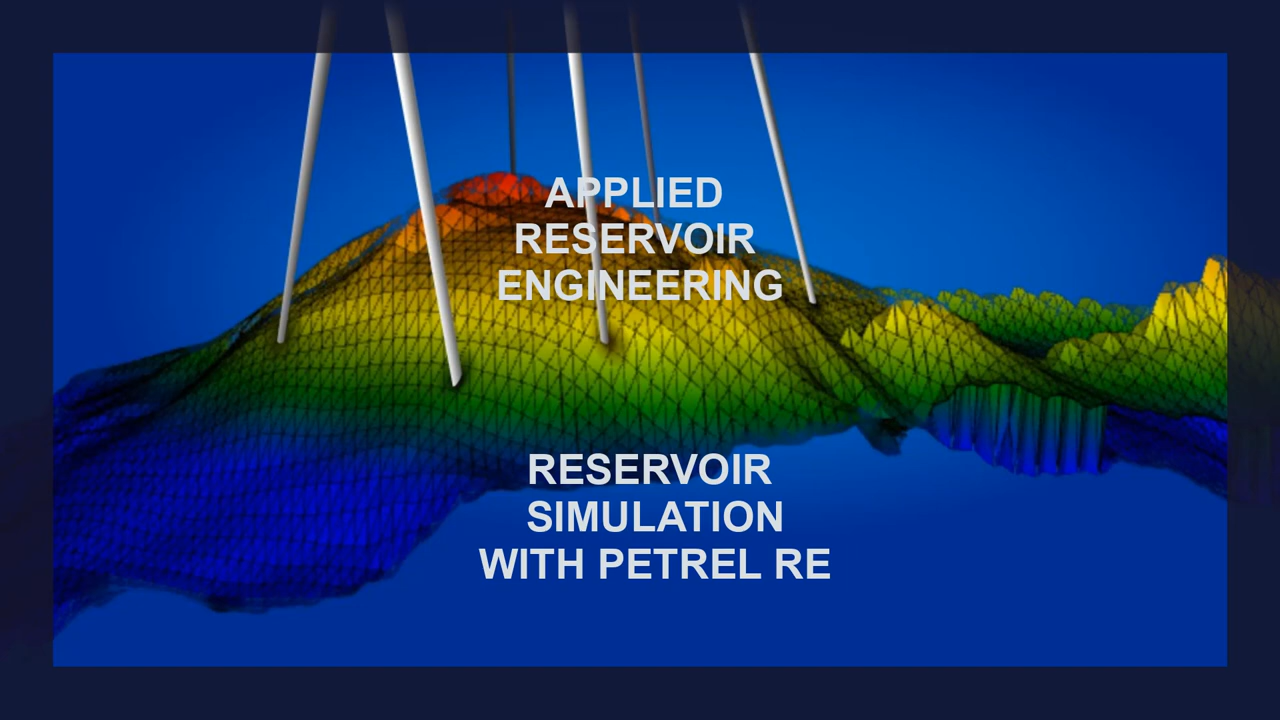 APPLIED
RESERVOIR
ENGINEERING
RESERVOIR
SIMULATION
WITH PETREL RE